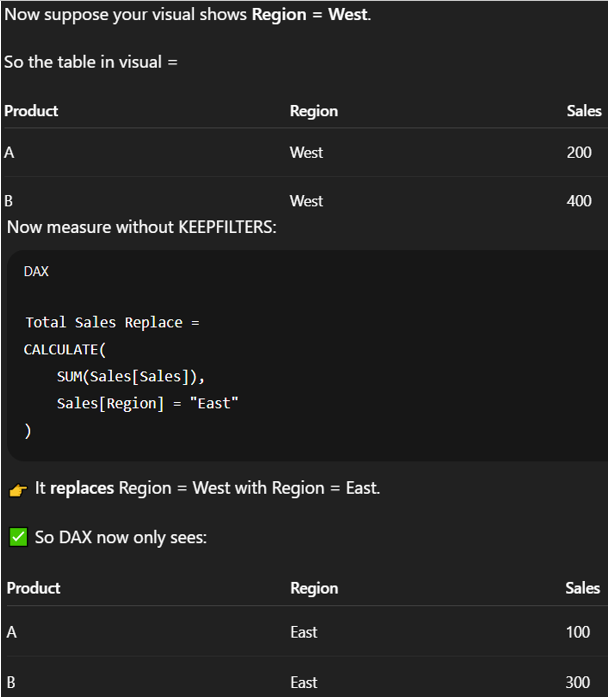 Now suppose your visual shows Region = West.
So the table in visual =
Product Region Sales
A West 200
B West 400
Now measure without KEEPFILTERS:
DAX
Total Sales Replace =
CALCULATE(
    SUM(Sales[Sales]),
    Sales[Region] = "East"
)
👉 It replaces Region = West with Region = East.
✅ So DAX now only sees:
Product Region Sales
A East 100
B East 300